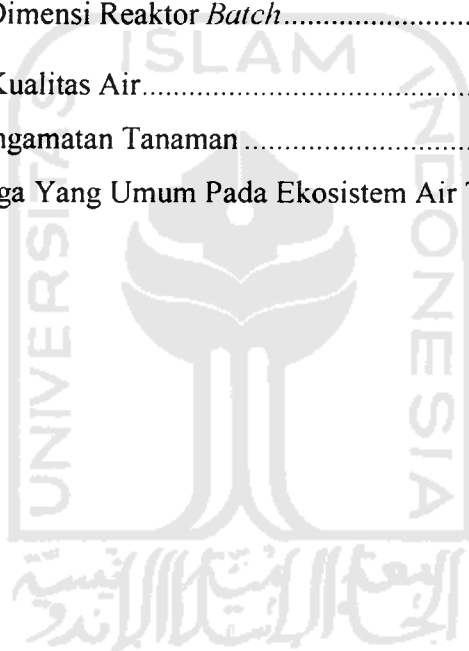 Dimensi Reaktor Batch..........................
ISLAM
Kualitas Air..........................................
ngamatan Tanaman..........................
ga Yang Umum Pada Ekosistem Air
UNIVERSITAS
INDONESIA